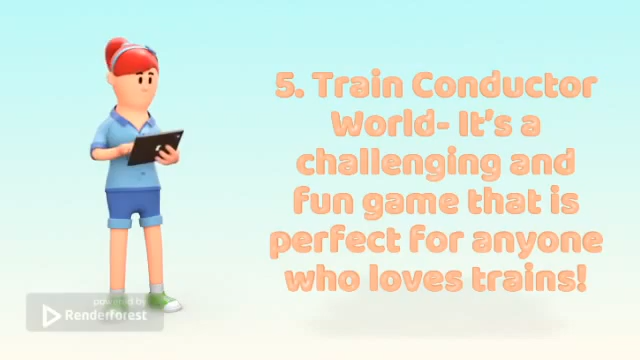 5. Train Conductor
World- It's a
challenging and
fun game that is
perfect for anyone
who loves trains!
powered by
Renderforest